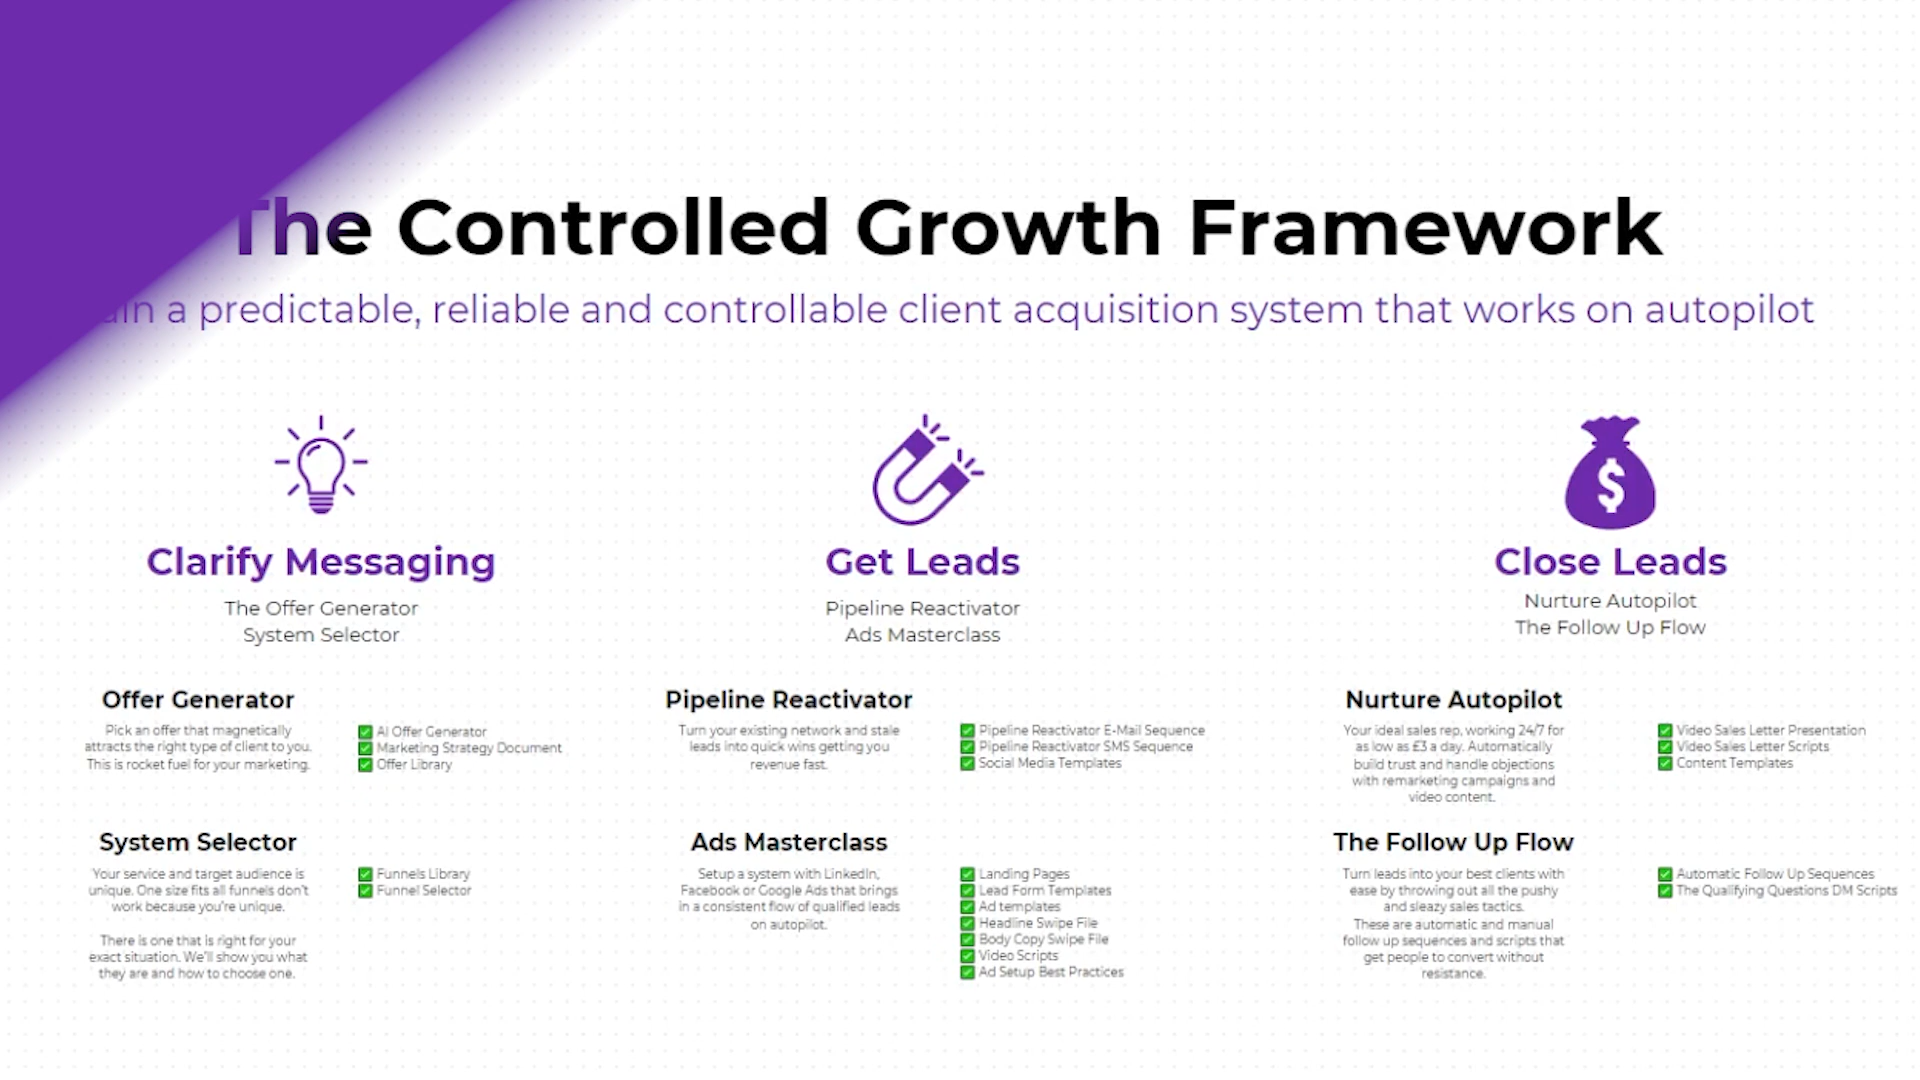 The Controlled Growth Framework
a predictable, reliable and controllable client acquisition system that works on autopilot
Clarify Messaging
The Offer Generator
System Selector
Get Leads
Pipeline Reactivator
Ads Masterclass
Close Leads
Nurture Autopilot
The Follow Up Flow
Offer Generator
Pick an offer that magnetically
attracts the right type of client to you.
This is rocket fuel for your marketing.
✅ AI Offer Generator
✅ Marketing Strategy Document
✅ Offer Library
System Selector
Your service and target audience is
unique. One size fits all funnels don't
work because you're unique.
There is one that is right for your
exact situation. We'll show you what
they are and how to choose one.
✅ Funnels Library
✅ Funnel Selector
Pipeline Reactivator
Turn your existing network and stale
leads into quick wins getting you
revenue fast.
✅ Pipeline Reactivator E-Mail Sequence
✅ Pipeline Reactivator SMS Sequence
✅ Social Media Templates
Ads Masterclass
Setup a system with LinkedIn,
Facebook or Google Ads that brings
in a consistent flow of qualified leads
on autopilot.
✅ Landing Pages
✅ Lead Form Templates
✅ Ad templates
✅ Headline Swipe File
✅ Body Copy Swipe File
✅ Video Scripts
✅ Ad Setup Best Practices
Nurture Autopilot
Your ideal sales rep, working 24/7 for
as low as £3 a day. Automatically
build trust and handle objections
with remarketing campaigns and
video content.
✅ Video Sales Letter Presentation
✅ Video Sales Letter Scripts
✅ Content Templates
The Follow Up Flow
Turn leads into your best clients with
ease by throwing out all the pushy
and sleazy sales tactics.
These are automatic and manual
follow up sequences and scripts that
get people to convert without
resistance.
✅ Automatic Follow Up Sequences
✅ The Qualifying Questions DM Scripts